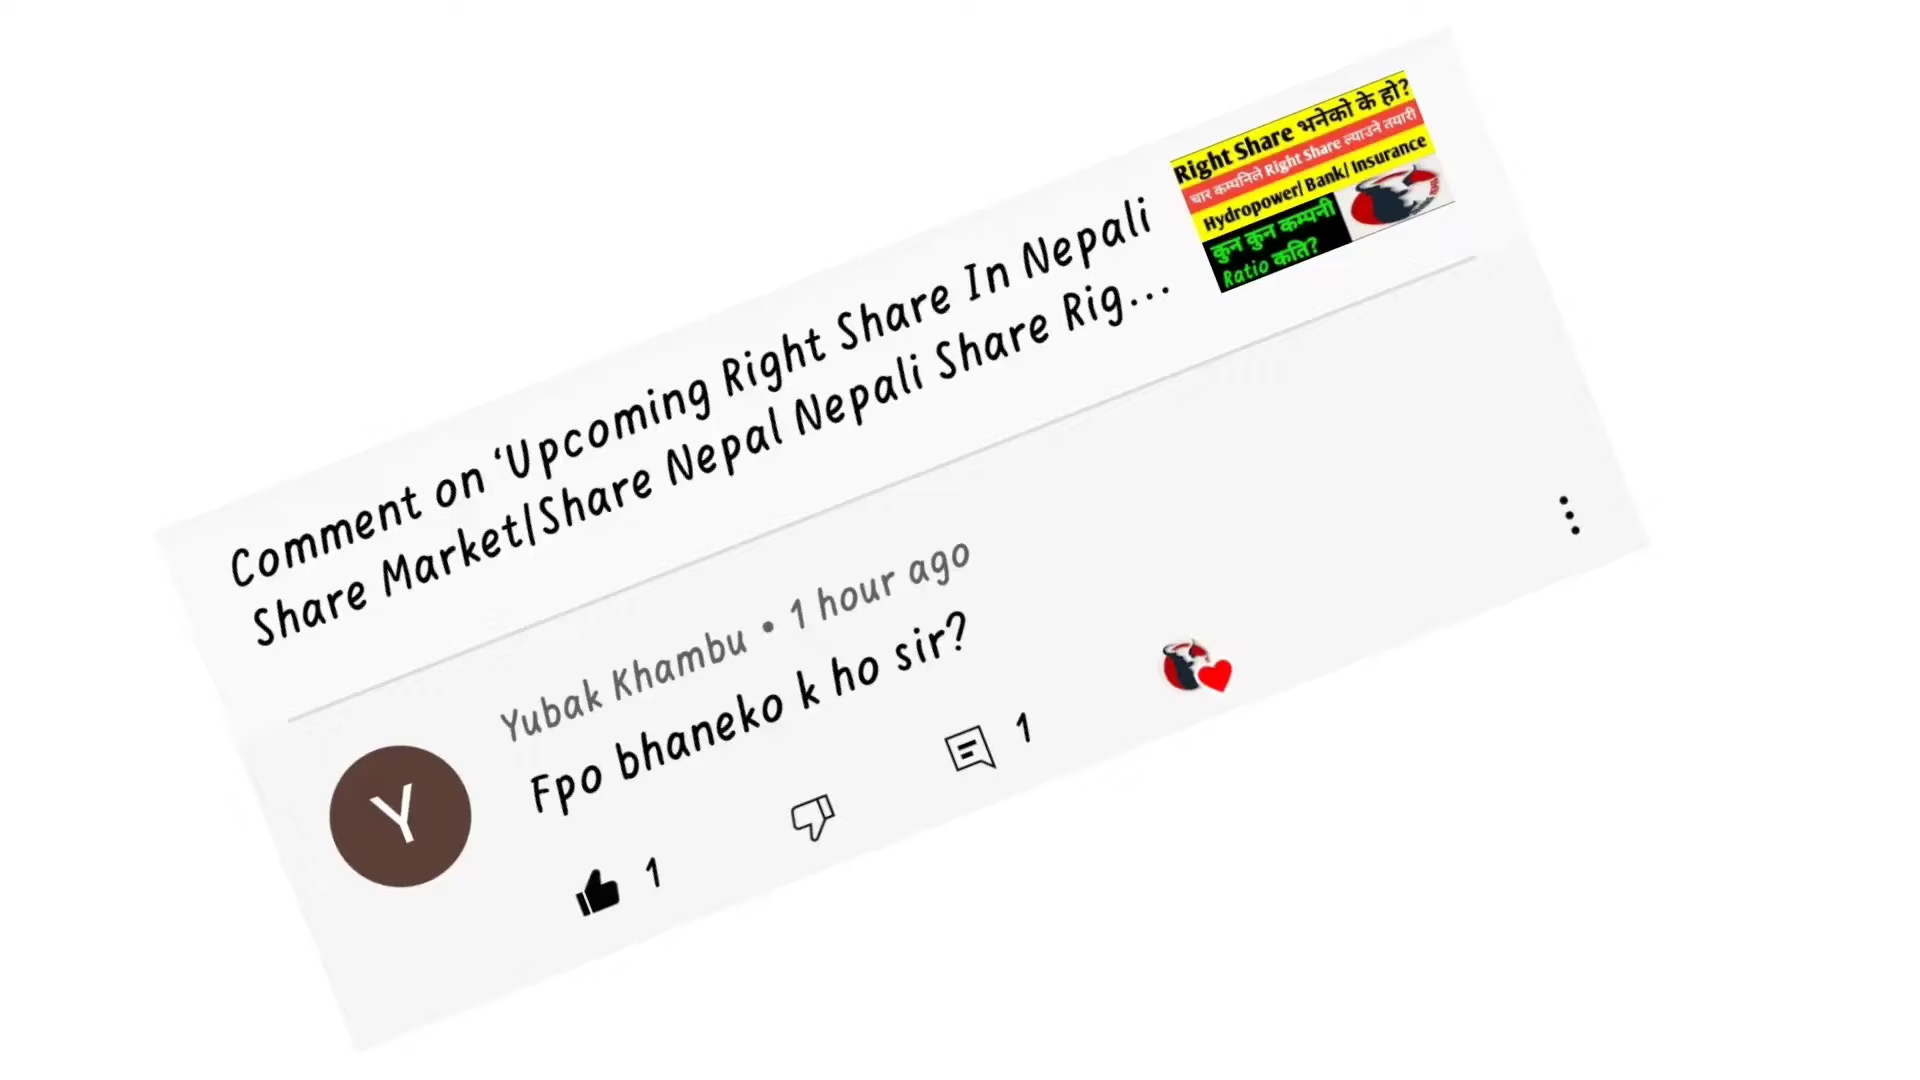 Comment on ‘Upcoming Right Share In Nepali
Share Market|Share Nepal Nepali Share Rig...
Right Share भनेको के हो?
चार कम्पनिले Right Share ल्याउने तयारी
Hydropower/ Bank/ Insurance
कुन कुन कम्पनी
Ratio कति?
Yubak Khambu • 1 hour ago
Fpo bhaneko k ho sir?
Y
1
1